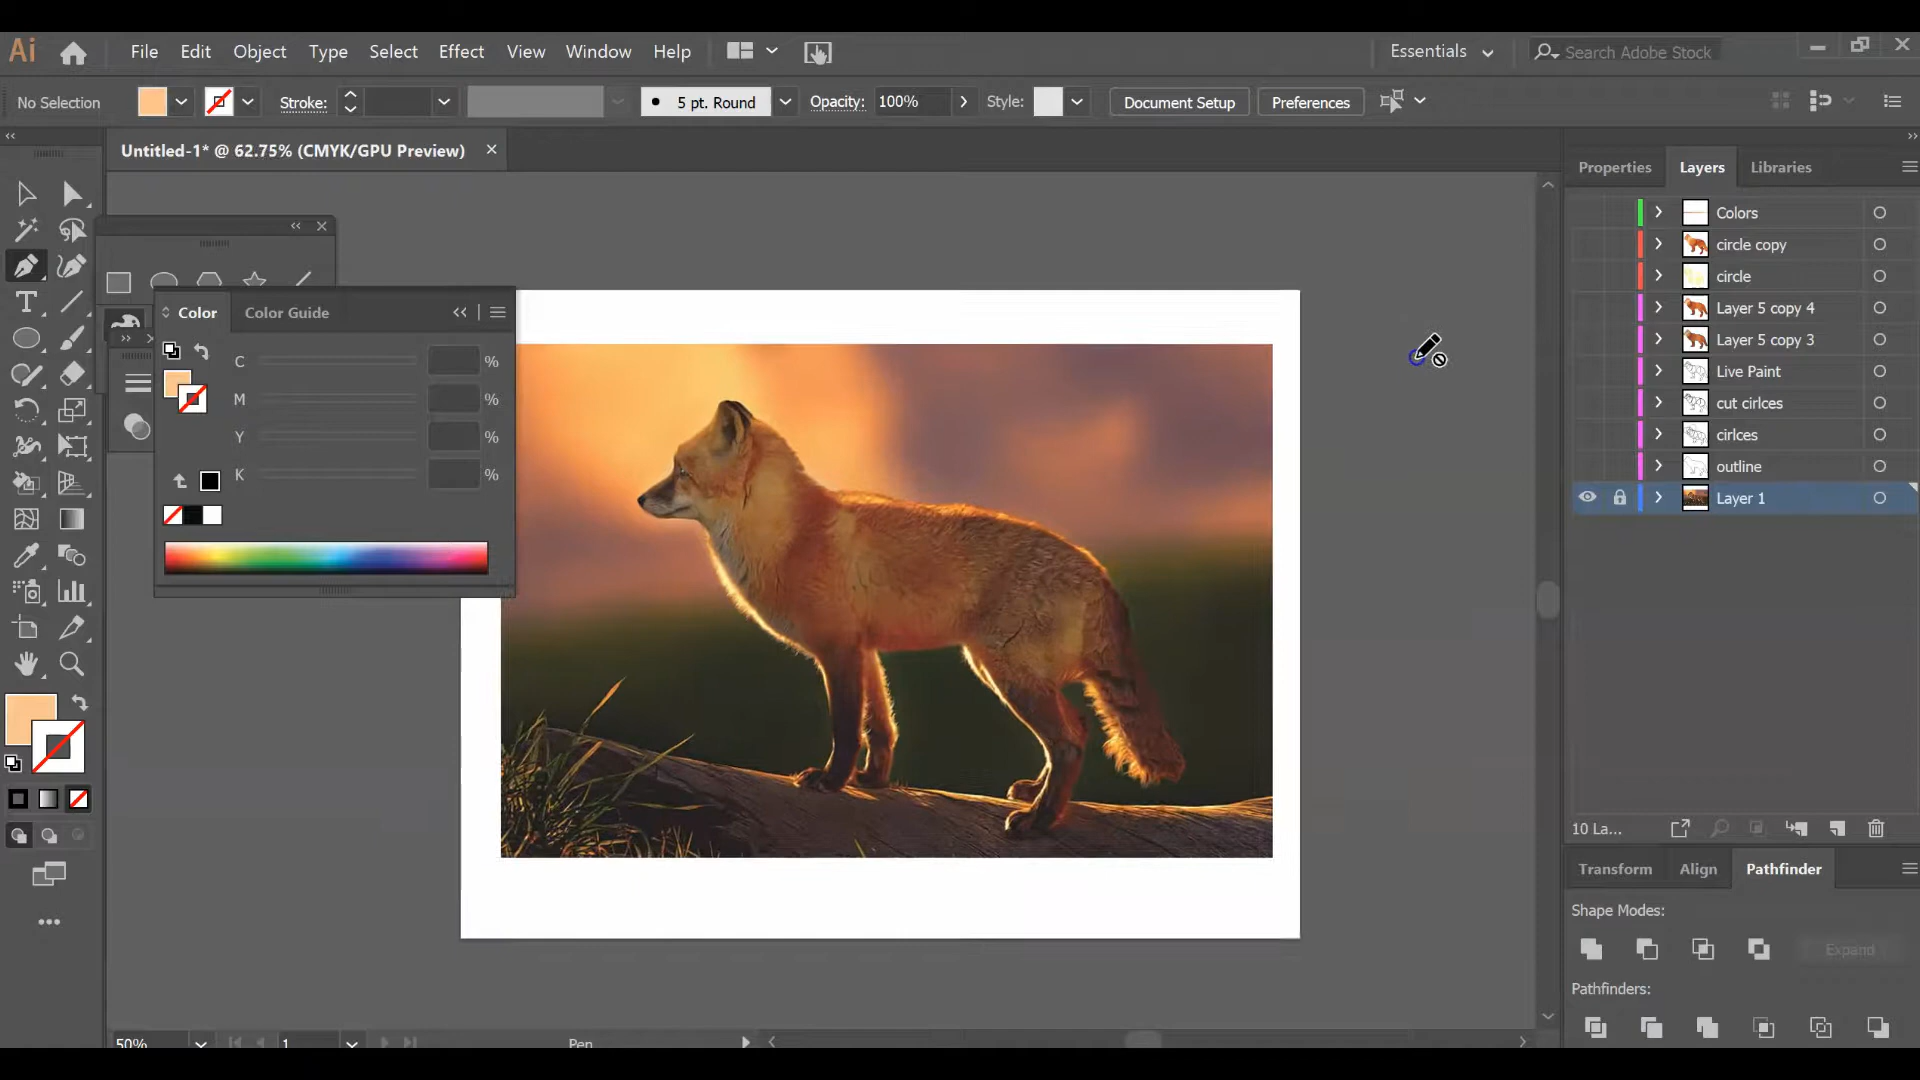 Ai File Edit Object Type Select Effect View Window Help Essentials Search Adobe Stock
No Selection Stroke: 5 pt. Round Opacity: 100% Style: Document Setup Preferences
Untitled-1* @ 62.75% (CMYK/GPU Preview)
Properties Layers Libraries
Colors
circle copy
circle
Layer 5 copy 4
Layer 5 copy 3
Live Paint
cut cirlces
cirlces
outline
Layer 1
Color Color Guide
C %
M %
Y %
K %
10 La...
Transform Align Pathfinder
Shape Modes:
Expand
Pathfinders:
50% 1 Pen